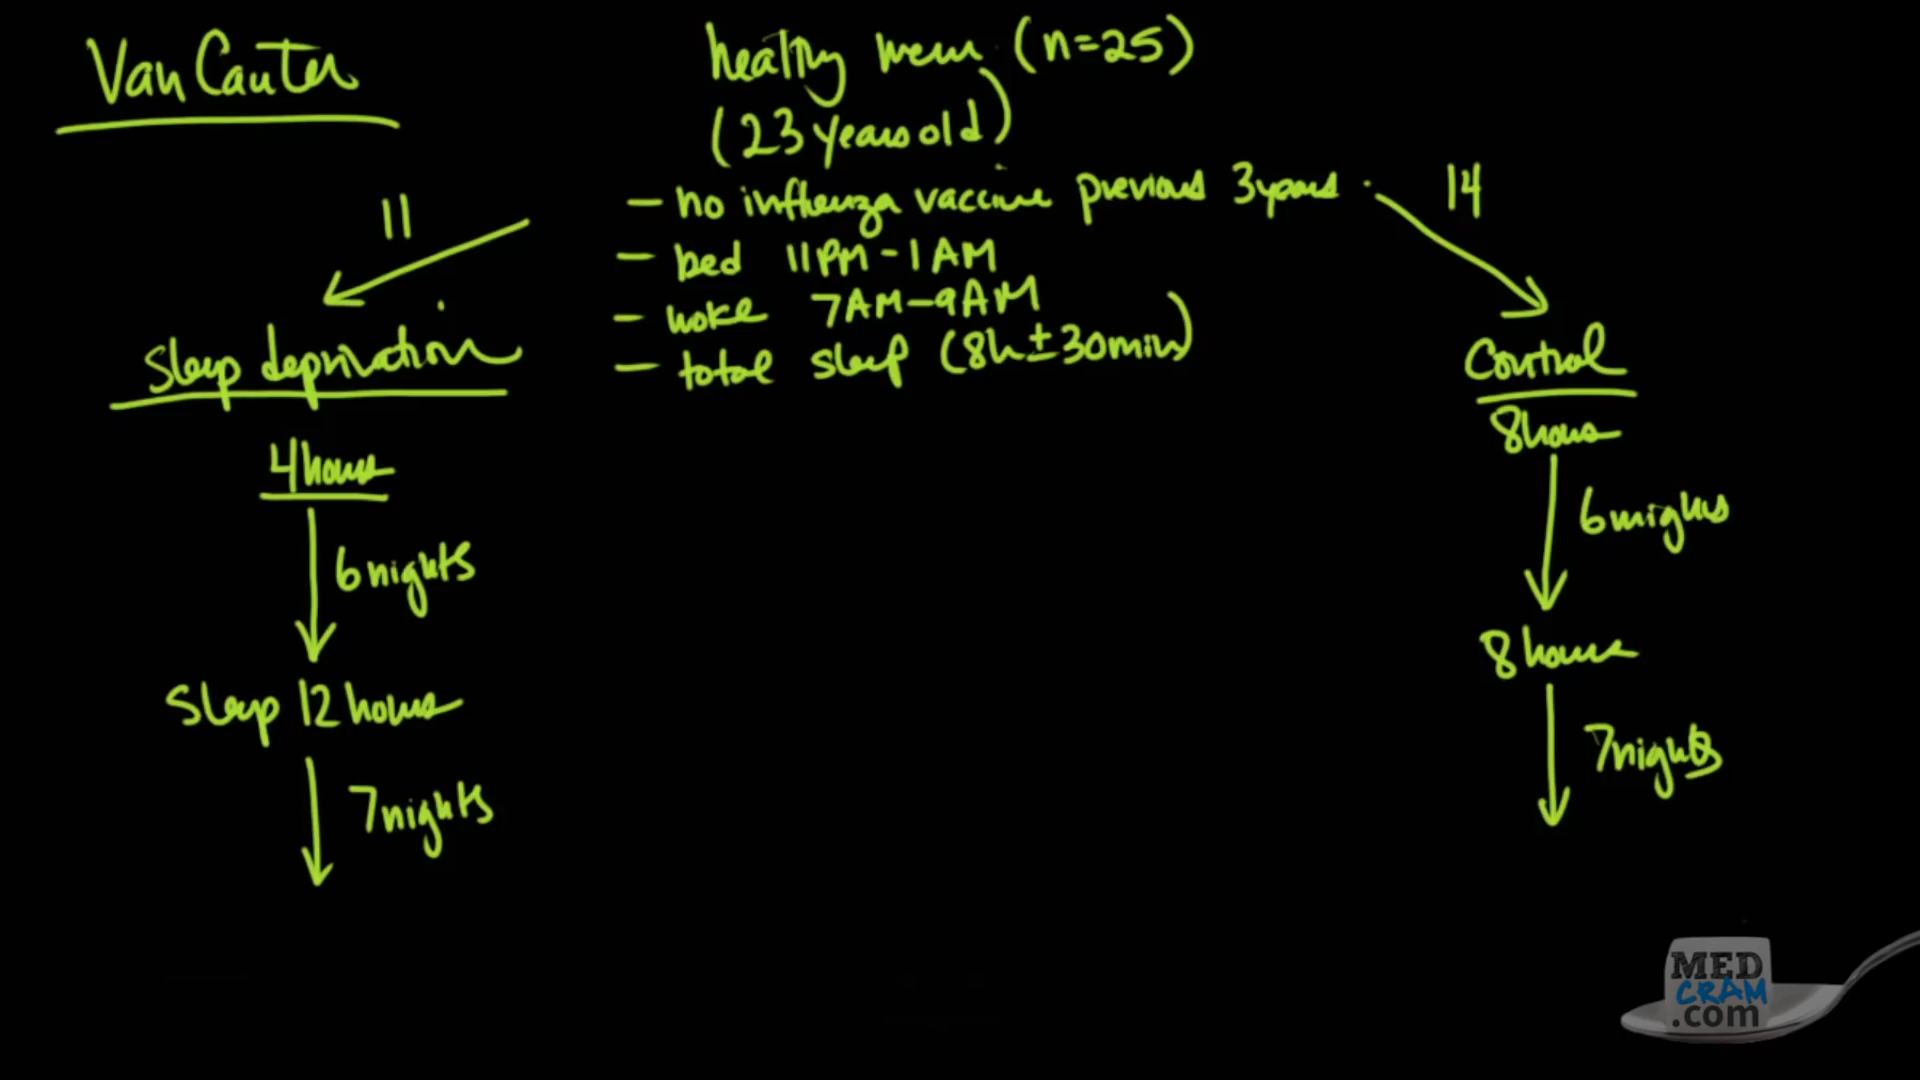 Van Cauter
healthy men (n=25)
(23 years old)
- no influenza vaccine previous 3 years
- bed 11PM - 1AM
- woke 7AM - 9AM
- total sleep (8h ± 30min)
11
Sleep deprivation
4 hours
6 nights
Sleep 12 hours
7 nights
14
Control
8 hours
6 nights
8 hours
7 nights
MED
CRAM
.com